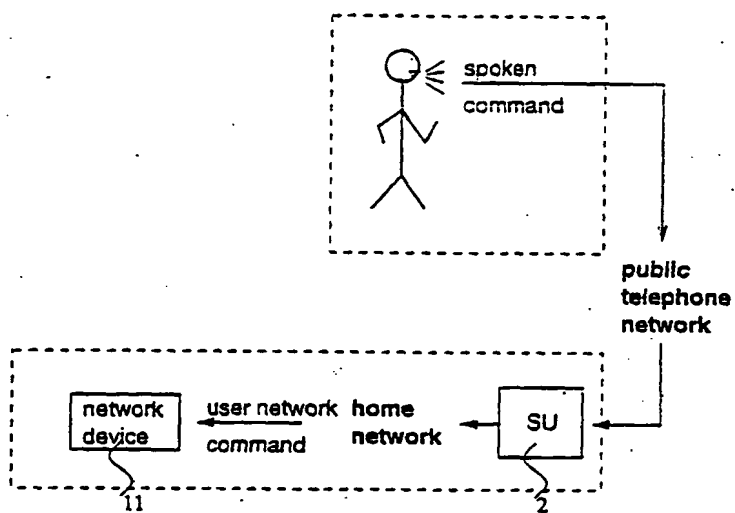 spoken
command
public
telephone
network
network
device
user network
command
home
network
SU
11
2